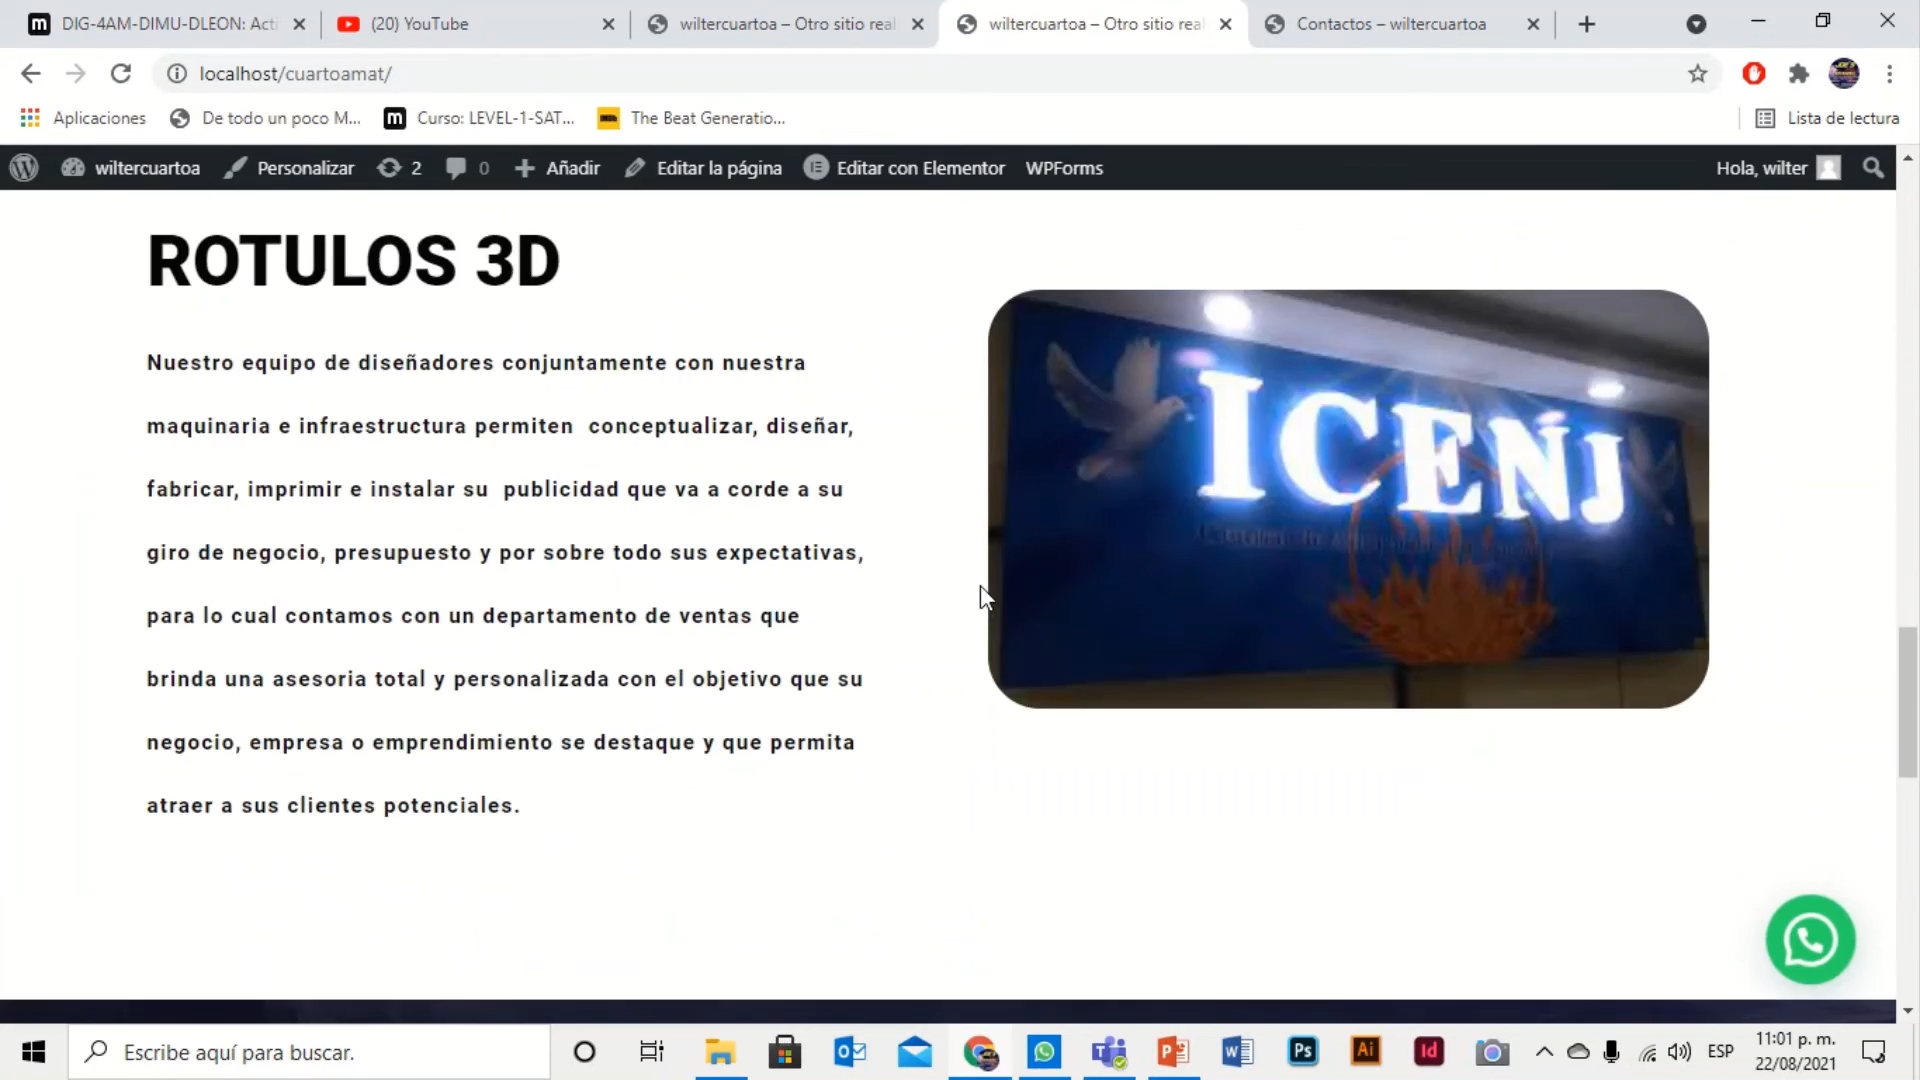 DIG-4AM-DIMU-DLEON: Acti
(20) YouTube
wiltercuartoa – Otro sitio real
wiltercuartoa – Otro sitio real
Contactos – wiltercuartoa
localhost/cuartoamat/
Aplicaciones
De todo un poco M...
Curso: LEVEL-1-SAT...
The Beat Generatio...
Lista de lectura
wiltercuartoa
Personalizar
2
0
Añadir
Editar la página
Editar con Elementor
WPForms
Hola, wilter
ROTULOS 3D
Nuestro equipo de diseñadores conjuntamente con nuestra
maquinaria e infraestructura permiten conceptualizar, diseñar,
fabricar, imprimir e instalar su publicidad que va a corde a su
giro de negocio, presupuesto y por sobre todo sus expectativas,
para lo cual contamos con un departamento de ventas que
brinda una asesoria total y personalizada con el objetivo que su
negocio, empresa o emprendimiento se destaque y que permita
atraer a sus clientes potenciales.
ICENJ
Escribe aquí para buscar.
Ps
Ai
Id
ESP
11:01 p. m.
22/08/2021